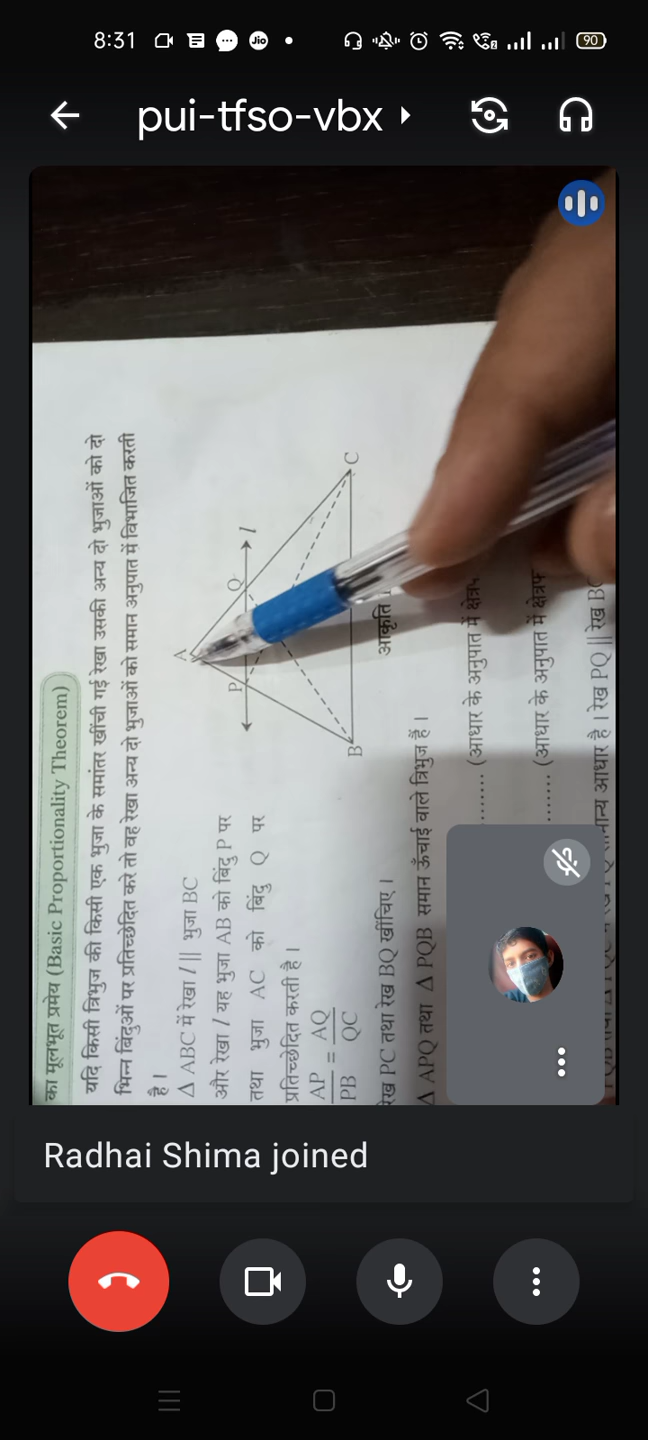 8:31
Jio
90
pui-tfso-vbx
का मूलभूत प्रमेय (Basic Proportionality Theorem)
यदि किसी त्रिभुज की किसी एक भुजा के समांतर खींची गई रेखा उसकी अन्य दो भुजाओं को दो
भिन्न बिंदुओं पर प्रतिच्छेदित करे तो वह रेखा अन्य दो भुजाओं को समान अनुपात में विभाजित करती
है ।
Δ ABC में रेखा l || भुजा BC
और रेखा l यह भुजा AB को बिंदु P पर
तथा भुजा AC को बिंदु Q पर
प्रतिच्छेदित करती है ।
AP/PB = AQ/QC
A
P Q l
B C
आकृति
रेख PC तथा रेख BQ खींचिए ।
Δ APQ तथा Δ PQB समान ऊँचाई वाले त्रिभुज हैं ।
........ (आधार के अनुपात में
........ (आधार के अनुपात में
आधार है । रेख PQ || रेख
Radhai Shima joined